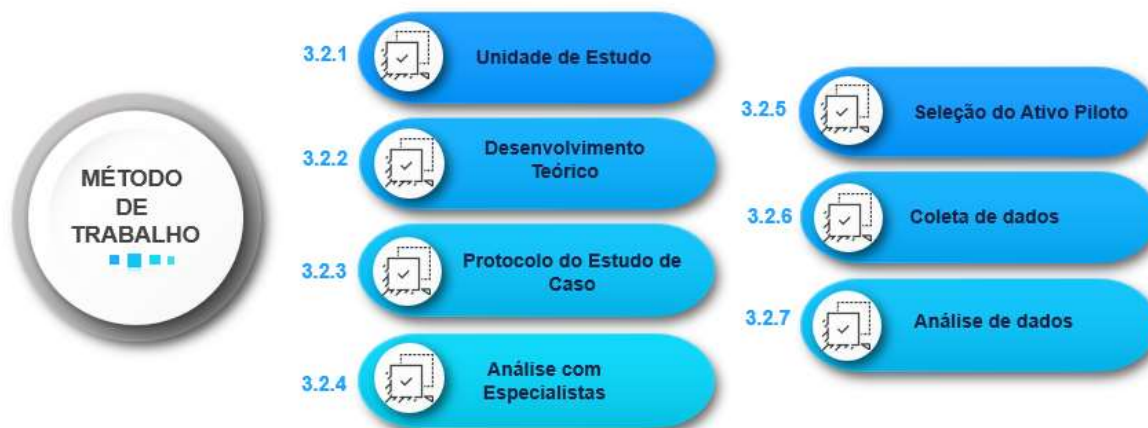 MÉTODO
DE
TRABALHO
3.2.1
Unidade de Estudo
3.2.2
Desenvolvimento
Teórico
3.2.3
Protocolo do Estudo de
Caso
3.2.4
Análise com
Especialistas
3.2.5
Seleção do Ativo Piloto
3.2.6
Coleta de dados
3.2.7
Análise de dados